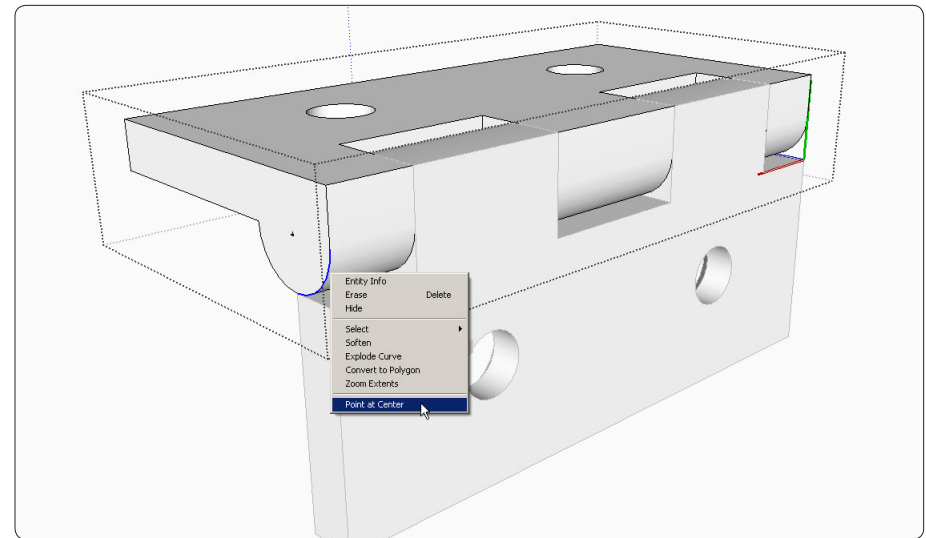 Entity Info
Erase Delete
Hide
Select
Soften
Explode Curve
Convert to Polygon
Zoom Extents
Point at Center